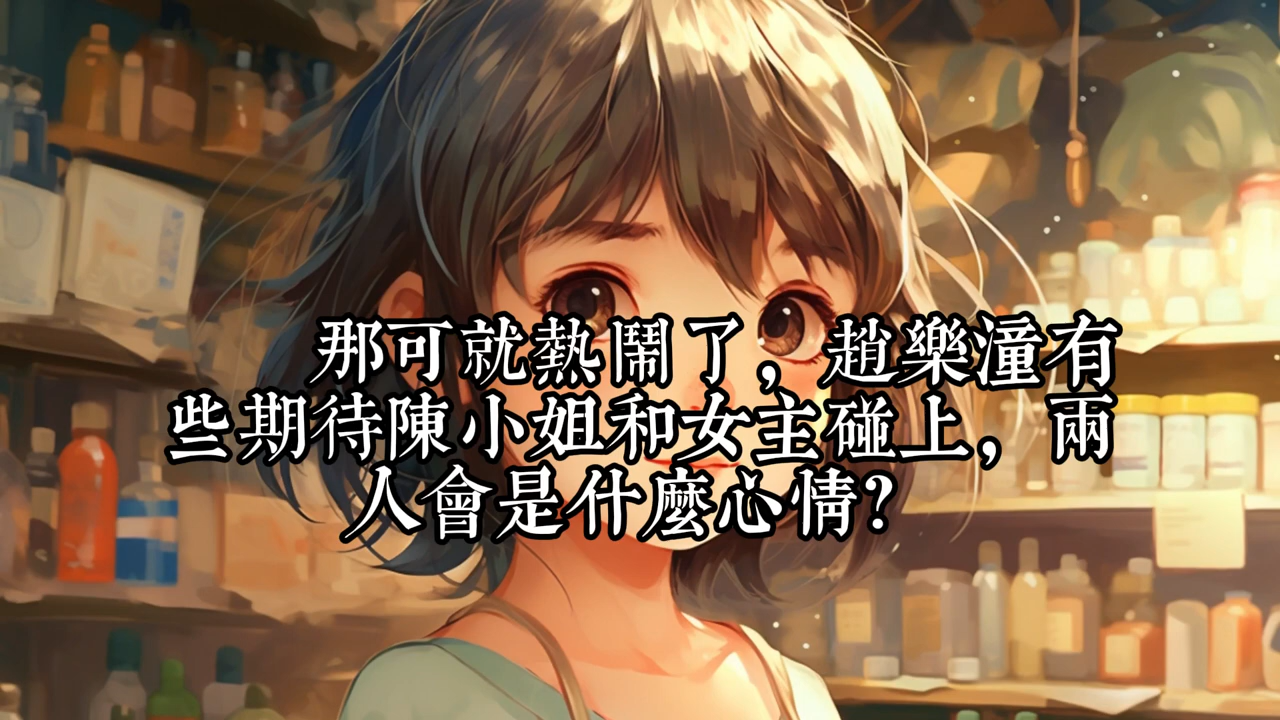 那可就熱鬧了，趙樂潼有
些期待陳小姐和女主碰上，兩
人會是什麼心情？